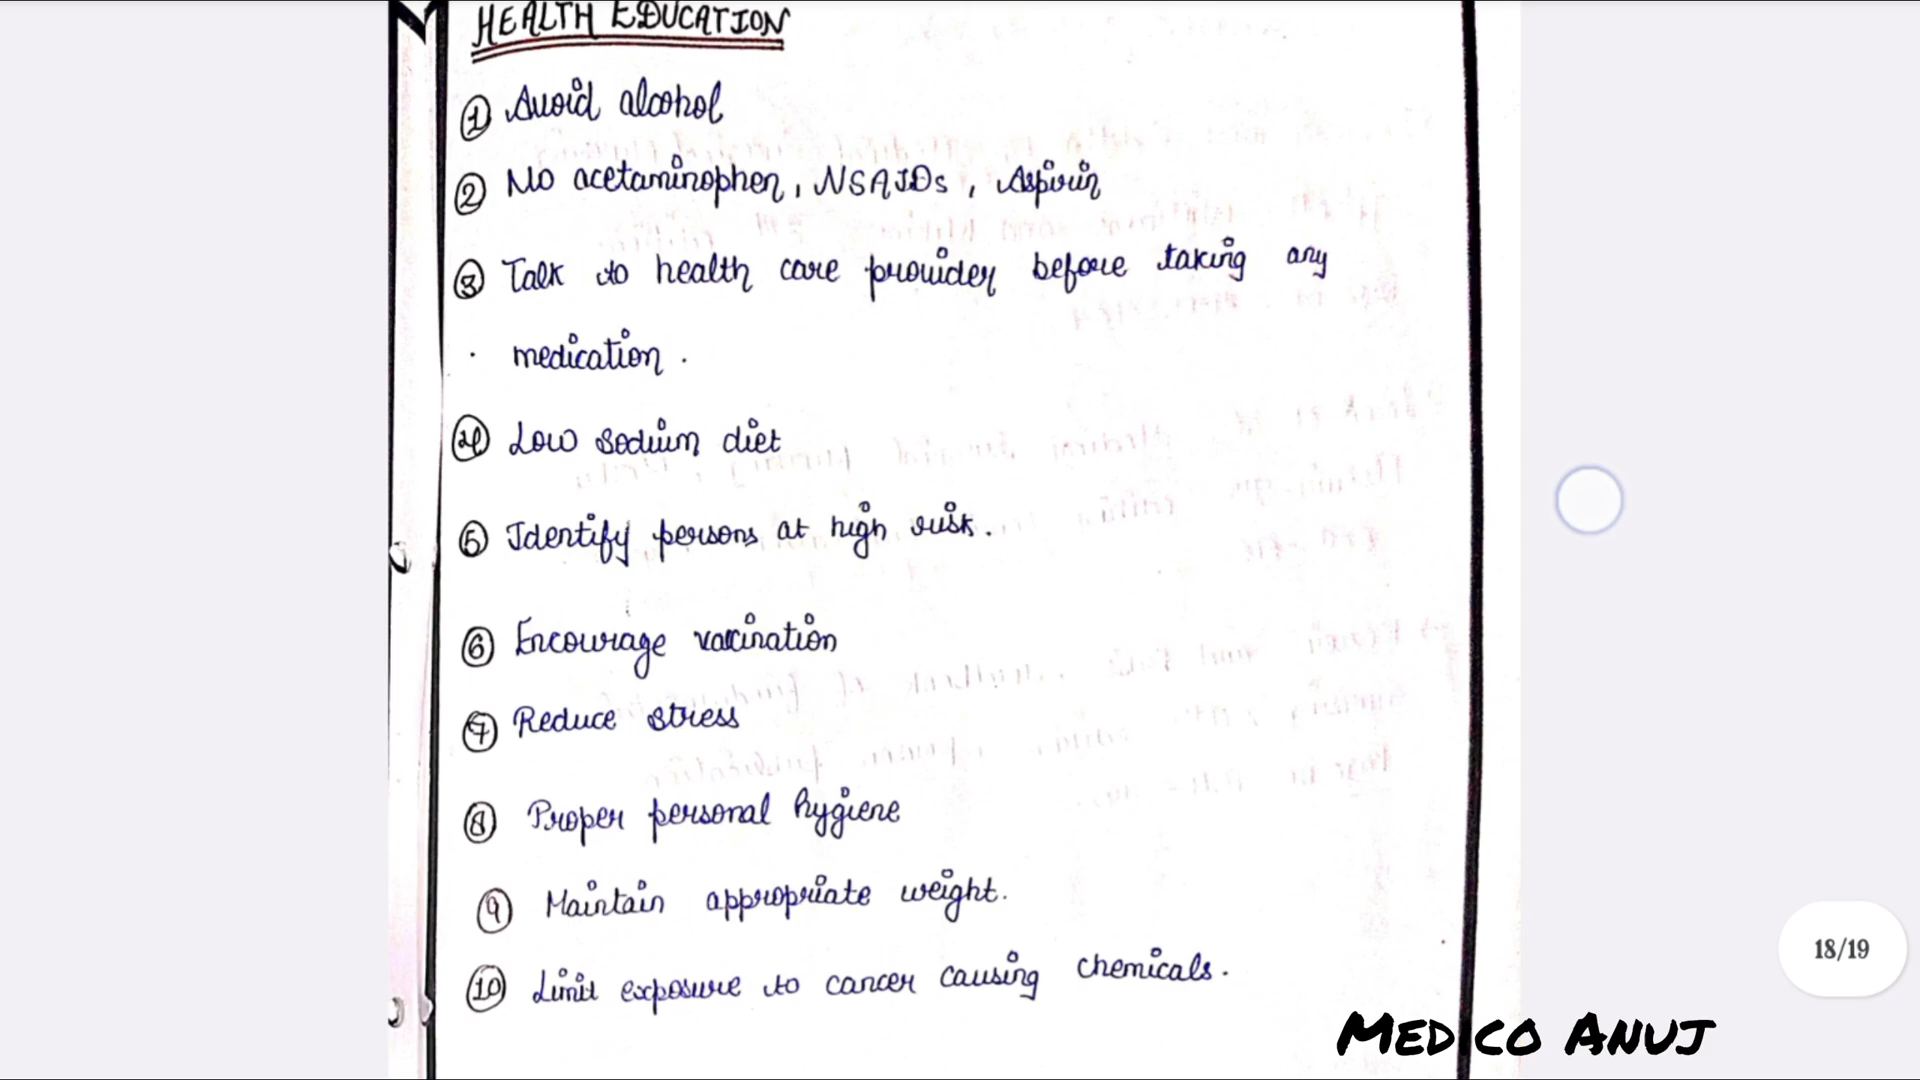 HEALTH EDUCATION
① Avoid alcohol
② No acetaminophen, NSAIDs, Aspirin
③ Talk to health care provider before taking any
medication.
④ Low sodium diet
⑤ Identify persons at high risk.
⑥ Encourage vaccination
⑦ Reduce stress
⑧ Proper personal hygiene
⑨ Maintain appropriate weight.
⑩ Limit exposure to cancer causing chemicals.
18/19
MEDICO ANUJ